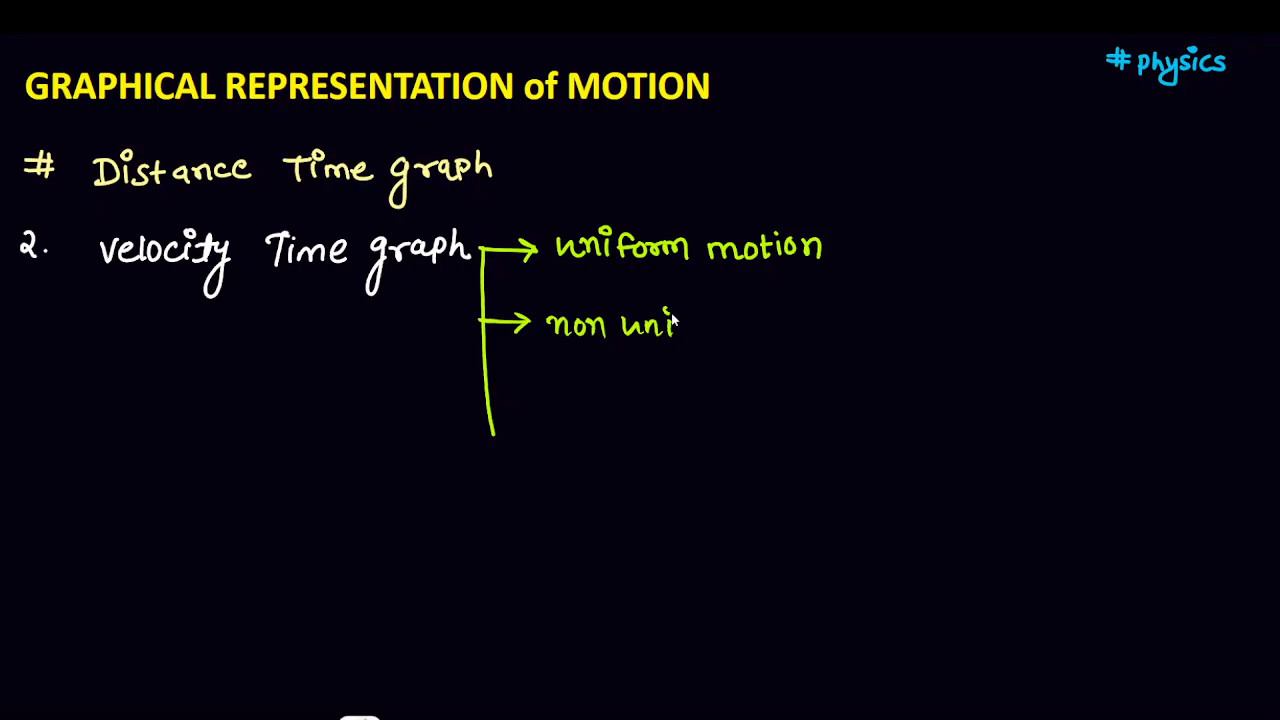 #physics
GRAPHICAL REPRESENTATION of MOTION
# Distance Time graph
2. velocity Time graph → uniform motion
→ non uni